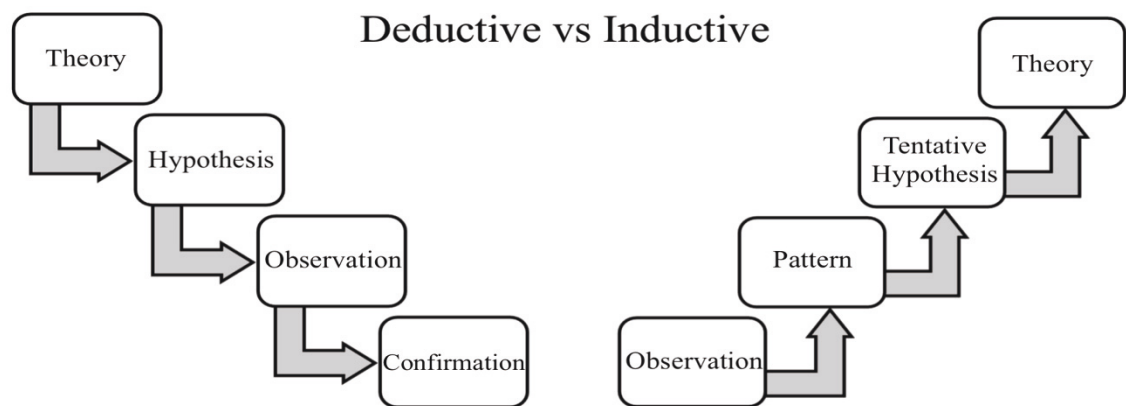 Deductive vs Inductive
Theory
Hypothesis
Observation
Confirmation
Observation
Pattern
Tentative
Hypothesis
Theory